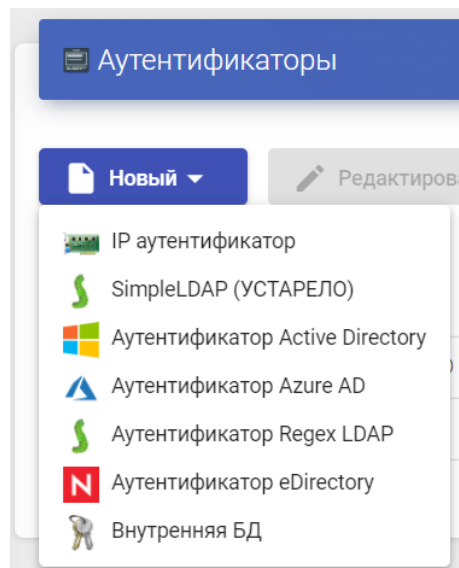 Аутентификаторы
Новый
Редактиров
IP аутентификатор
SimpleLDAP (УСТАРЕЛО)
Аутентификатор Active Directory
Аутентификатор Azure AD
Аутентификатор Regex LDAP
N Аутентификатор eDirectory
Внутренняя БД